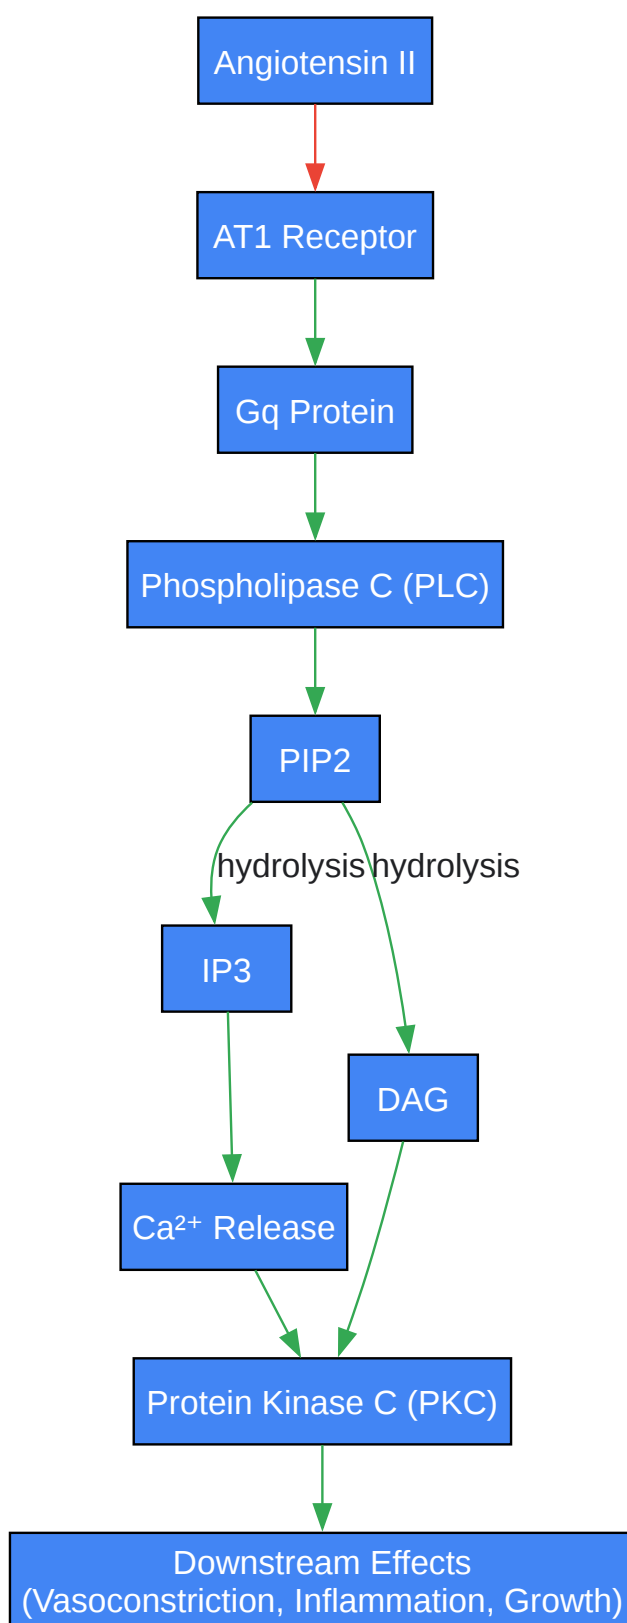 Angiotensin II
AT1 Receptor
Gq Protein
Phospholipase C (PLC)
PIP2
hydrolysis hydrolysis
IP3
DAG
Ca²⁺ Release
Protein Kinase C (PKC)
Downstream Effects
(Vasoconstriction, Inflammation, Growth)